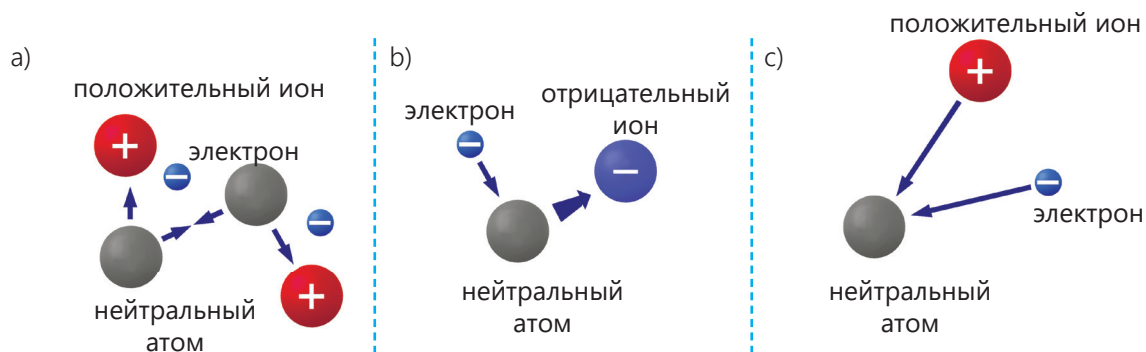 a)
положительный ион
+
−
электрон
−
+
нейтральный
атом
b)
электрон
−
отрицательный
ион
−
нейтральный
атом
c)
положительный ион
+
−
электрон
нейтральный
атом